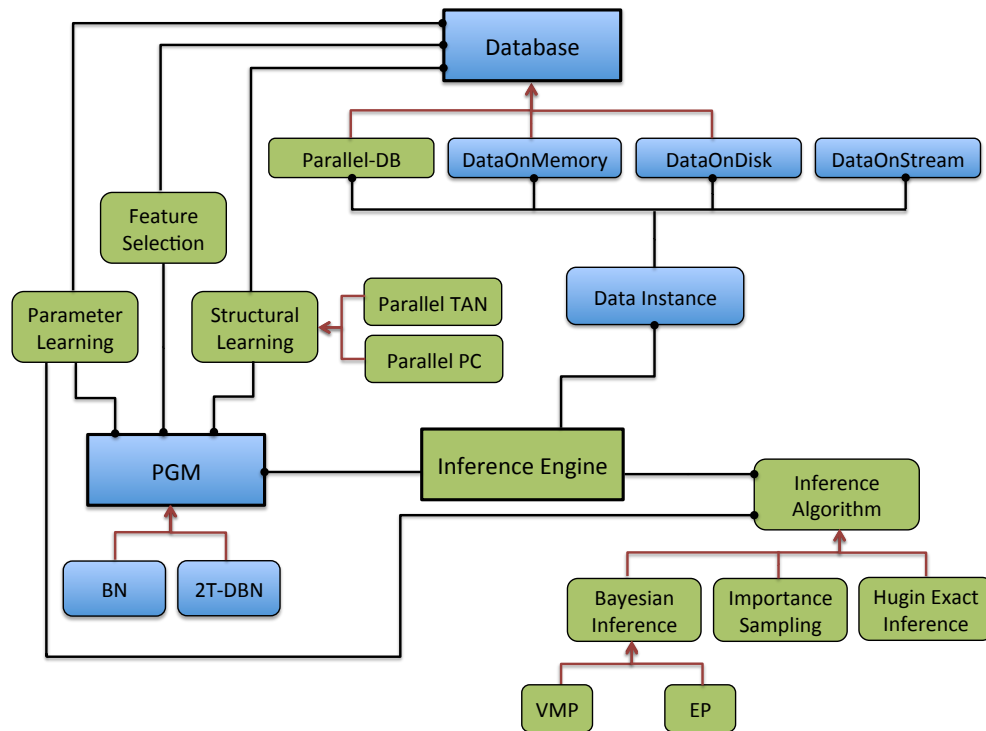 Database
Parallel-DB
DataOnMemory
DataOnDisk
DataOnStream
Feature
Selection
Parameter
Learning
Structural
Learning
Parallel TAN
Parallel PC
Data Instance
PGM
Inference Engine
Inference
Algorithm
BN
2T-DBN
Bayesian
Inference
Importance
Sampling
Hugin Exact
Inference
VMP
EP